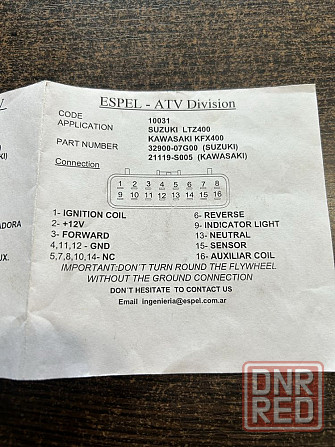 ESPEL - ATV Division
CODE 10031
APPLICATION SUZUKI LTZ400
KAWASAKI KFX400
PART NUMBER 32900-07G00 (SUZUKI)
21119-S005 (KAWASAKI)
Connection
1 2 3 4 5 6 7 8
9 10 11 12 13 14 15 16
1- IGNITION COIL 6- REVERSE
2- +12V 9- INDICATOR LIGHT
3- FORWARD 13- NEUTRAL
4,11,12 - GND 15- SENSOR
5,7,8,10,14- NC 16- AUXILIAR COIL
IMPORTANT:DON´T TURN ROUND THE FLYWHEEL
WITHOUT THE GROUND CONNECTION
DON´T HESITATE TO CONTACT US
Email ingenieria@espel.com.ar
KI)
ADORA
UX.
DNR
RED